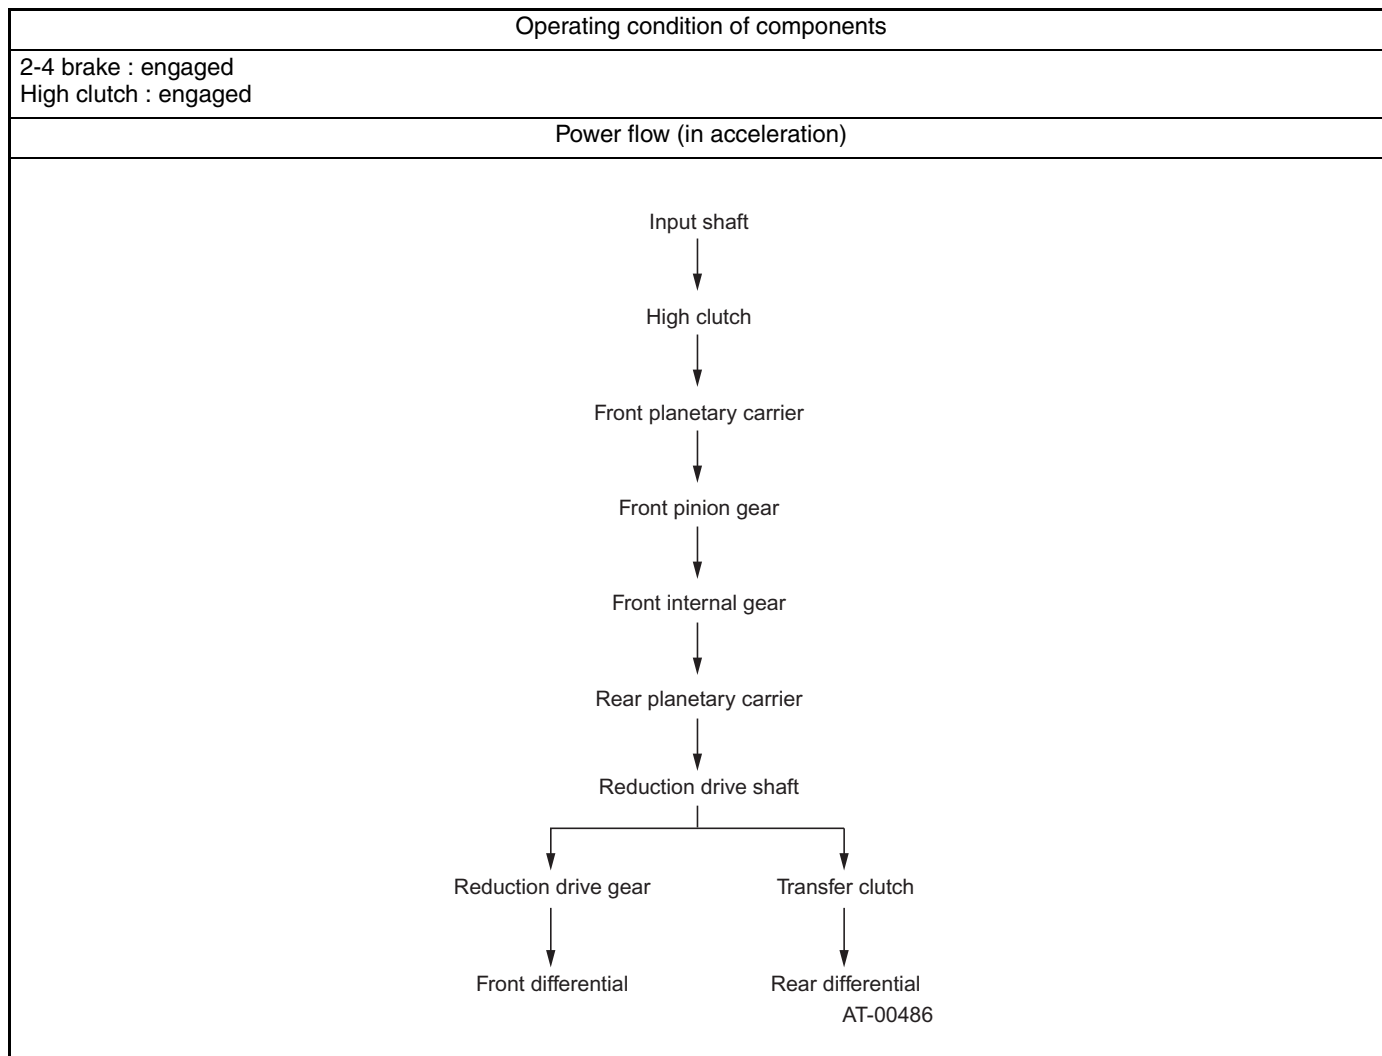 Operating condition of components
2-4 brake : engaged
High clutch : engaged
Power flow (in acceleration)
Input shaft
High clutch
Front planetary carrier
Front pinion gear
Front internal gear
Rear planetary carrier
Reduction drive shaft
Reduction drive gear
Transfer clutch
Front differential
Rear differential
AT-00486